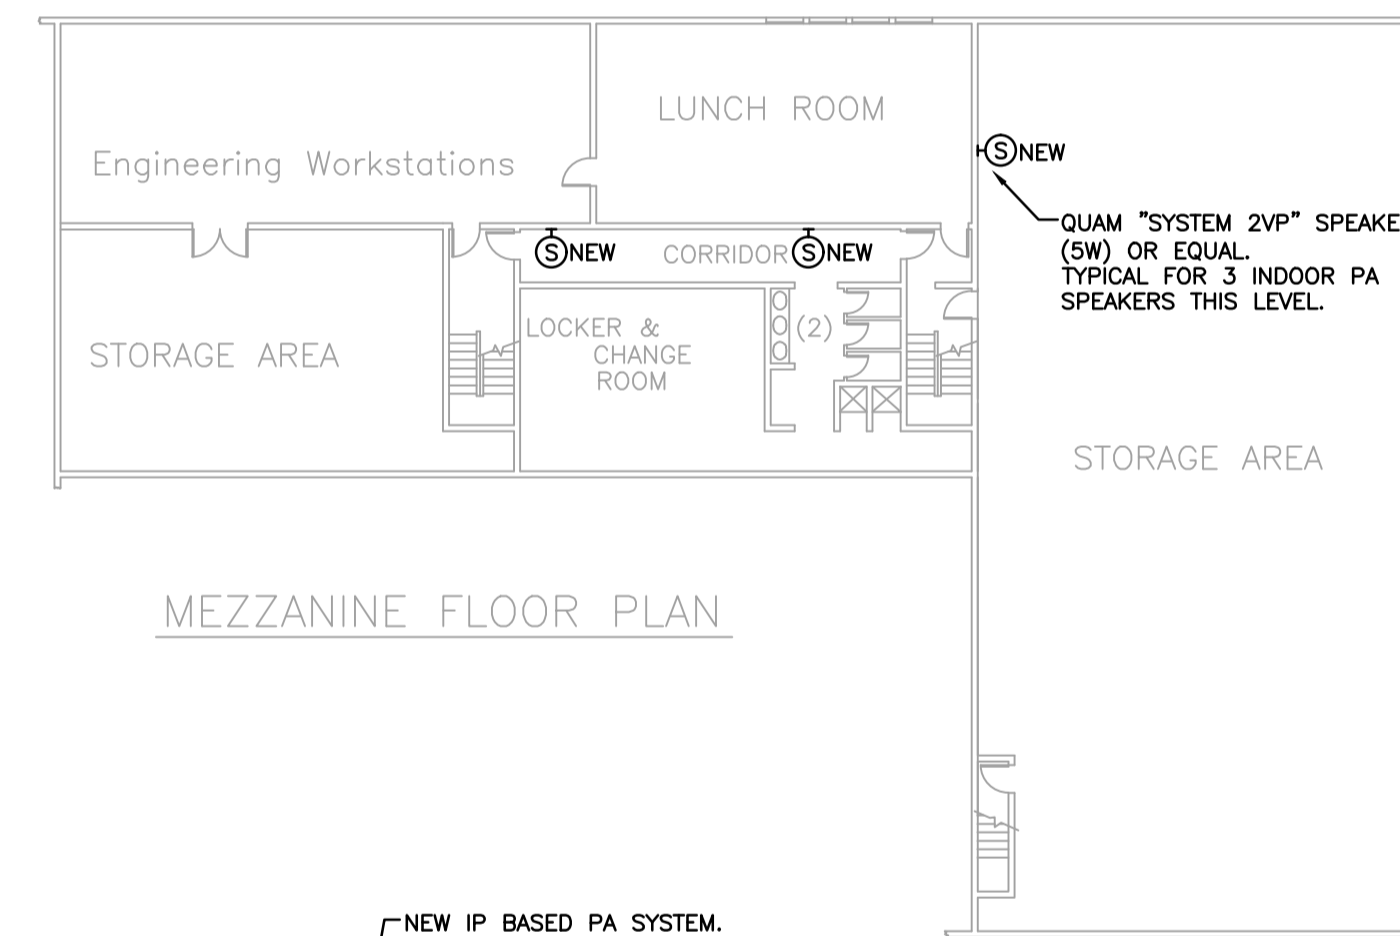 LUNCH ROOM
Engineering Workstations
S NEW
QUAM "SYSTEM 2VP" SPEAKE
(5W) OR EQUAL.
TYPICAL FOR 3 INDOOR PA
SPEAKERS THIS LEVEL.
S NEW
CORRIDOR
S NEW
STORAGE AREA
LOCKER &
CHANGE
ROOM
(2)
STORAGE AREA
MEZZANINE FLOOR PLAN
NEW IP BASED PA SYSTEM.